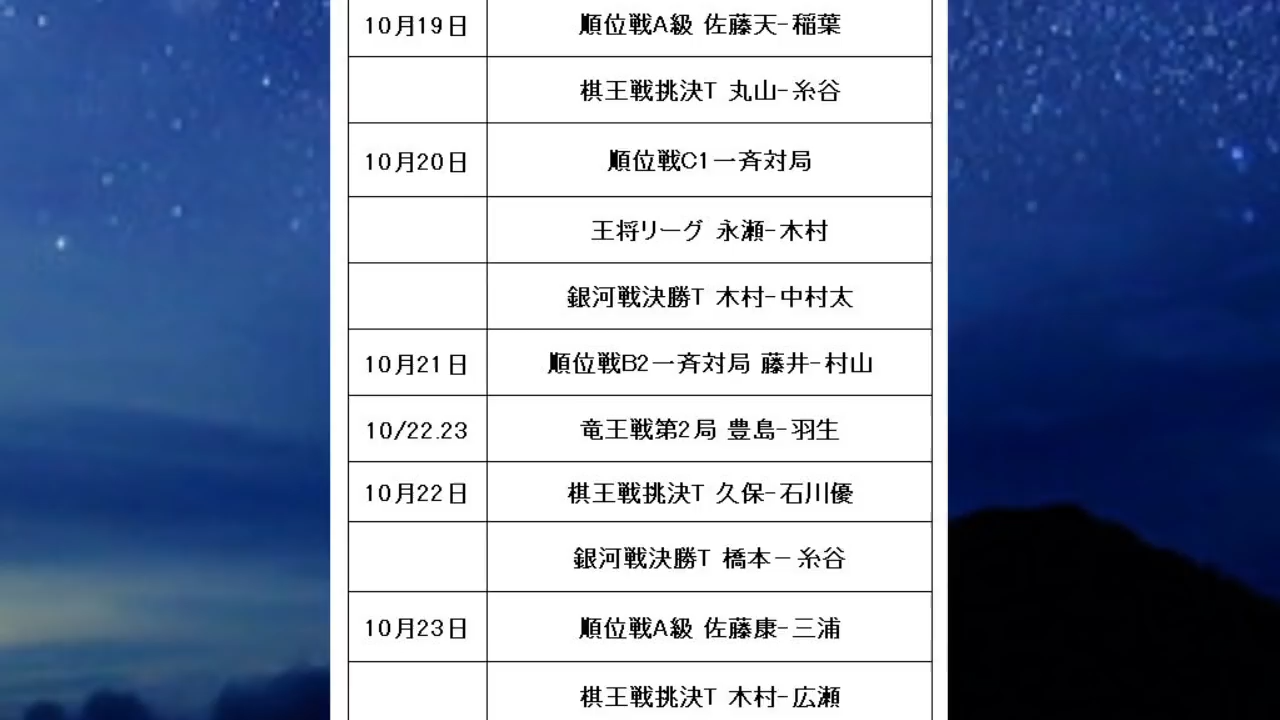 10月19日 順位戦A級 佐藤天-稲葉
棋王戦挑決T 丸山-糸谷
10月20日 順位戦C1一斉対局
王将リーグ 永瀬-木村
銀河戦決勝T 木村-中村太
10月21日 順位戦B2一斉対局 藤井-村山
10/22.23 竜王戦第2局 豊島-羽生
10月22日 棋王戦挑決T 久保-石川優
銀河戦決勝T 橋本－糸谷
10月23日 順位戦A級 佐藤康-三浦
棋王戦挑決T 木村-広瀬